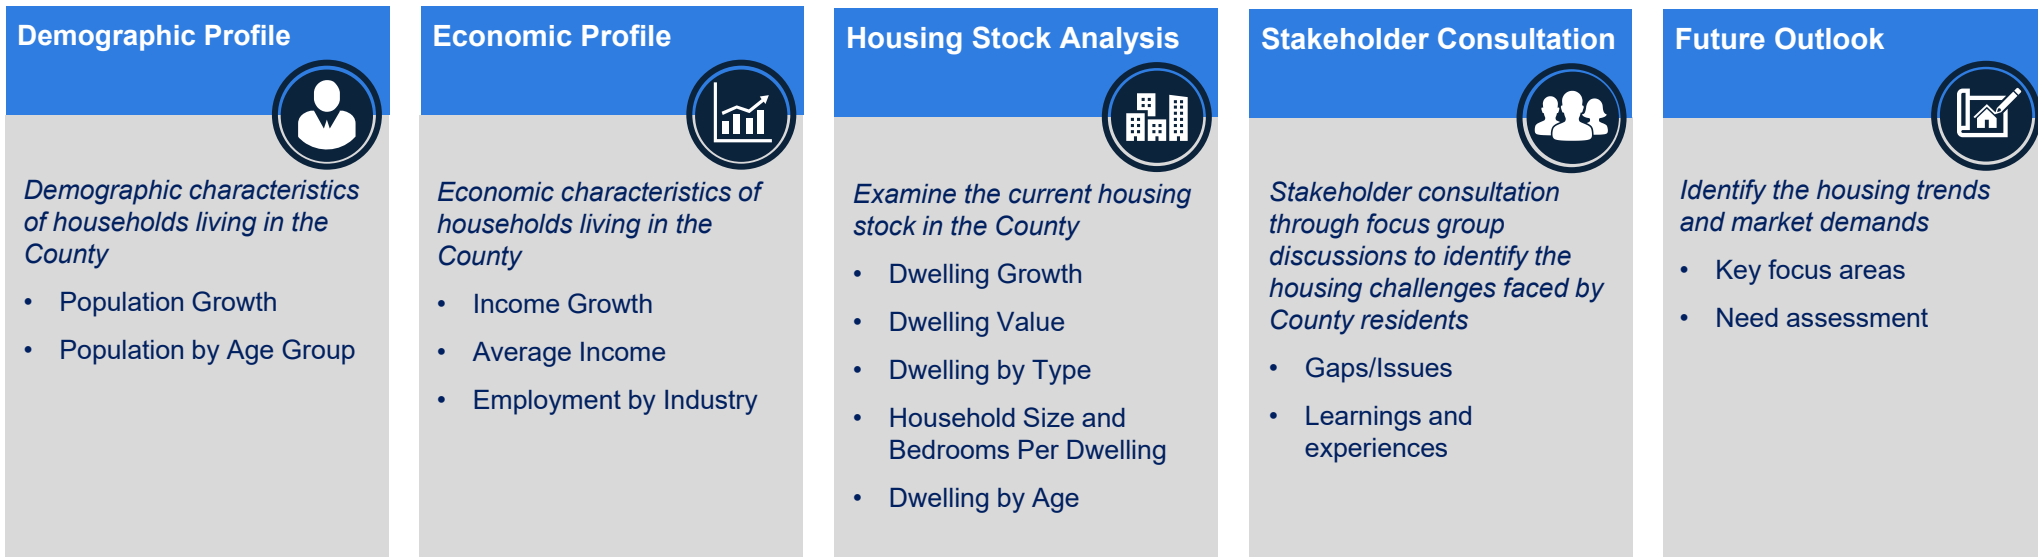 Demographic Profile
Demographic characteristics
of households living in the
County
• Population Growth
• Population by Age Group
Economic Profile
Economic characteristics of
households living in the
County
• Income Growth
• Average Income
• Employment by Industry
Housing Stock Analysis
Examine the current housing
stock in the County
• Dwelling Growth
• Dwelling Value
• Dwelling by Type
• Household Size and
Bedrooms Per Dwelling
• Dwelling by Age
Stakeholder Consultation
Stakeholder consultation
through focus group
discussions to identify the
housing challenges faced by
County residents
• Gaps/Issues
• Learnings and
experiences
Future Outlook
Identify the housing trends
and market demands
• Key focus areas
• Need assessment